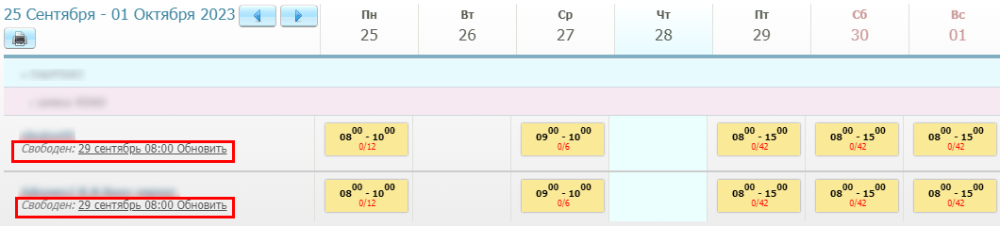 25 Сентября - 01 Октября 2023
Пн Вт Ср Чт Пт Сб Вс
25 26 27 28 29 30 01
08 00 - 10 00 09 00 - 10 00 08 00 - 15 00 08 00 - 15 00 08 00 - 15 00
0/12 0/6 0/42 0/42 0/42
Свободен: 29 сентябрь 08:00 Обновить
08 00 - 10 00 09 00 - 10 00 08 00 - 15 00 08 00 - 15 00 08 00 - 15 00
0/12 0/6 0/42 0/42 0/42
Свободен: 29 сентябрь 08:00 Обновить